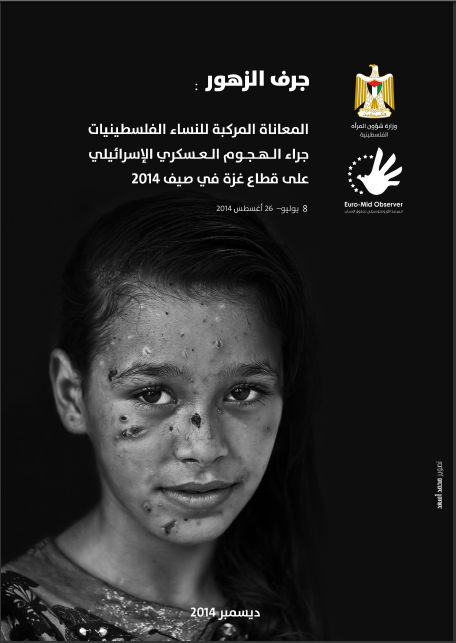 جرف الزهور :
المعاناة المركبة للنساء الفلسطينيات
جراء الهجوم العسكري الإسرائيلي
على قطاع غزة في صيف 2014
8 يوليو– 26 أغسطس 2014
وزارة شؤون المرأة
الفلسطينية
Euro-Mid Observer
تصوير محمد أسعد
ديسمبر 2014